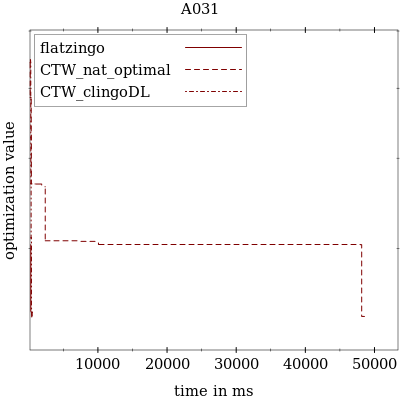 A031
flatzingo
CTW_nat_optimal
CTW_clingoDL
optimization value
10000 20000 30000 40000 50000
time in ms